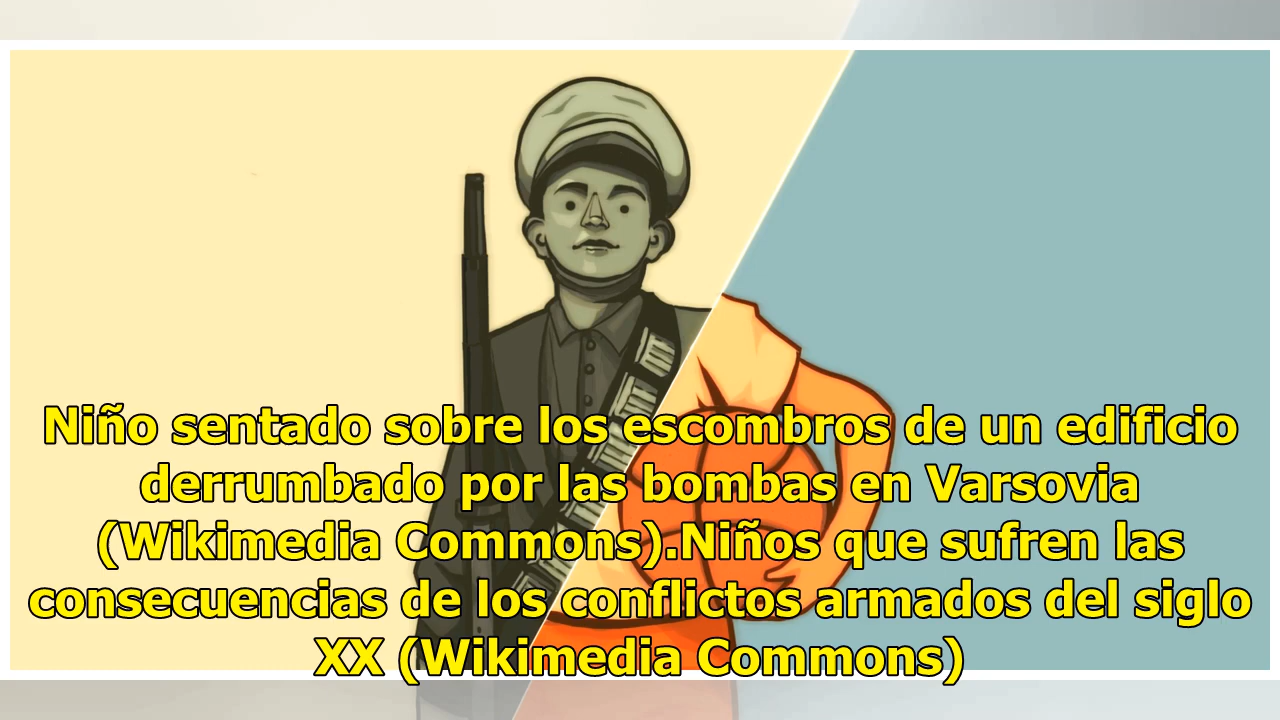 Niño sentado sobre los escombros de un edificio
derrumbado por las bombas en Varsovia
(Wikimedia Commons).Niños que sufren las
consecuencias de los conflictos armados del siglo
XX (Wikimedia Commons)